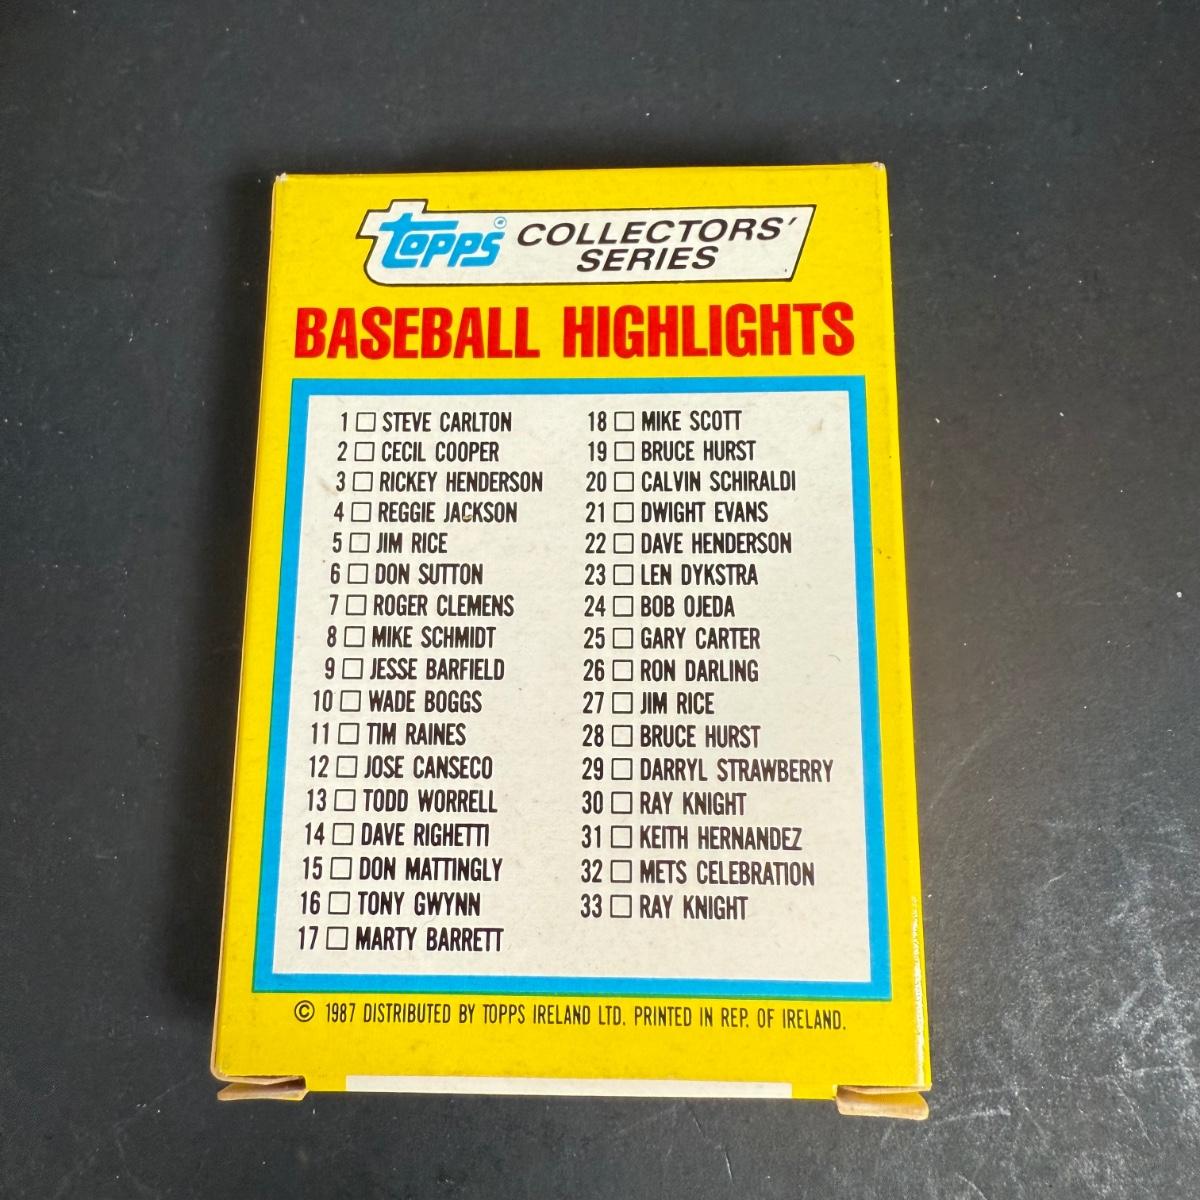 topps® COLLECTORS'
SERIES
BASEBALL HIGHLIGHTS
1 □ STEVE CARLTON
2 □ CECIL COOPER
3 □ RICKEY HENDERSON
4 □ REGGIE JACKSON
5 □ JIM RICE
6 □ DON SUTTON
7 □ ROGER CLEMENS
8 □ MIKE SCHMIDT
9 □ JESSE BARFIELD
10 □ WADE BOGGS
11 □ TIM RAINES
12 □ JOSE CANSECO
13 □ TODD WORRELL
14 □ DAVE RIGHETTI
15 □ DON MATTINGLY
16 □ TONY GWYNN
17 □ MARTY BARRETT
18 □ MIKE SCOTT
19 □ BRUCE HURST
20 □ CALVIN SCHIRALDI
21 □ DWIGHT EVANS
22 □ DAVE HENDERSON
23 □ LEN DYKSTRA
24 □ BOB OJEDA
25 □ GARY CARTER
26 □ RON DARLING
27 □ JIM RICE
28 □ BRUCE HURST
29 □ DARRYL STRAWBERRY
30 □ RAY KNIGHT
31 □ KEITH HERNANDEZ
32 □ METS CELEBRATION
33 □ RAY KNIGHT
© 1987 DISTRIBUTED BY TOPPS IRELAND LTD. PRINTED IN REP. OF IRELAND.